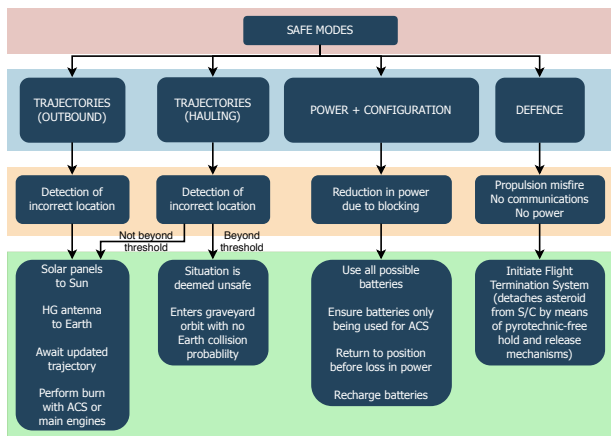 SAFE MODES
TRAJECTORIES
(OUTBOUND)
TRAJECTORIES
(HAULING)
POWER + CONFIGURATION
DEFENCE
Detection of
incorrect location
Detection of
incorrect location
Reduction in power
due to blocking
Propulsion misfire
No communications
No power
Not beyond
threshold
Beyond
threshold
Solar panels
to Sun
HG antenna
to Earth
Await updated
trajectory
Perform burn
with ACS or
main engines
Situation is
deemed unsafe
Enters graveyard
orbit with no
Earth collision
probablilty
Use all possible
batteries
Ensure batteries only
being used for ACS
Return to position
before loss in power
Recharge batteries
Initiate Flight
Termination System
(detaches asteroid
from S/C by means of
pyrotechnic-free
hold and release
mechanisms)